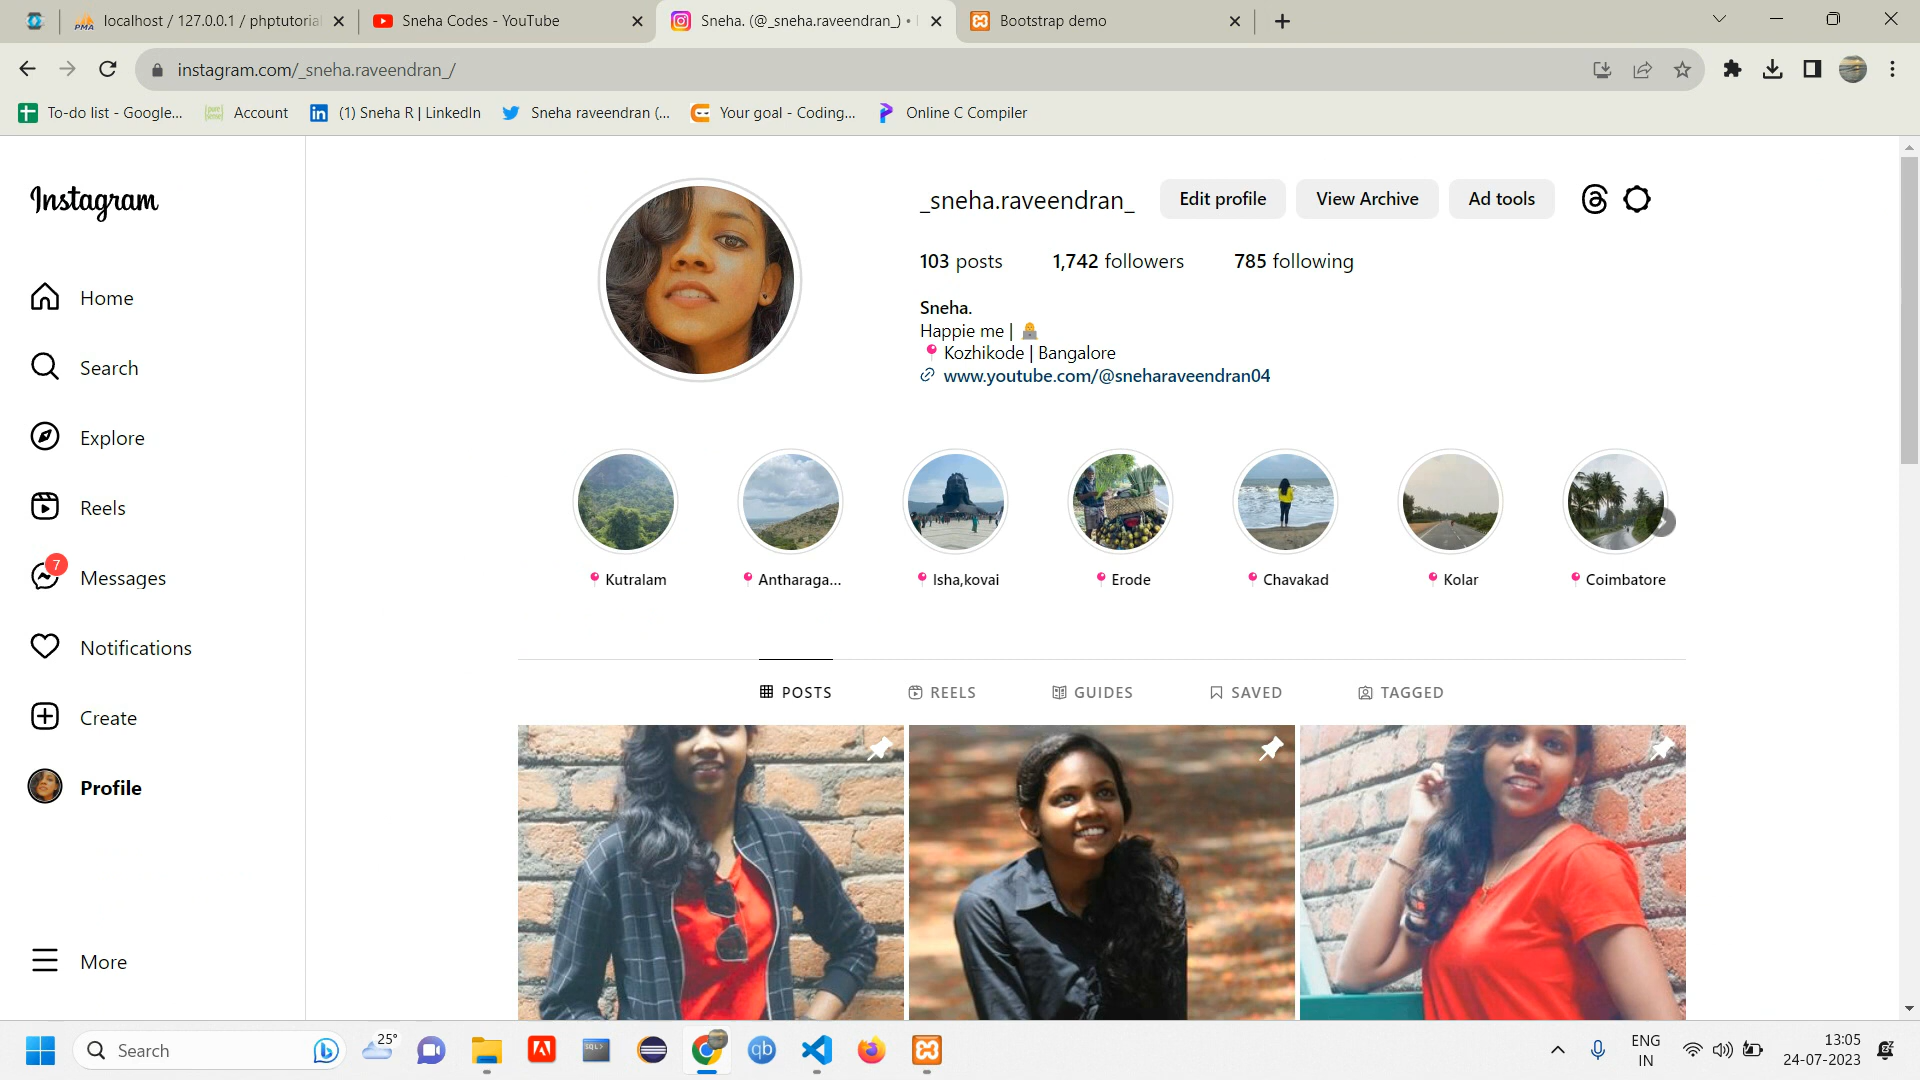 localhost / 127.0.0.1 / phptutorial
Sneha Codes - YouTube
Sneha. (@_sneha.raveendran_) •
Bootstrap demo
instagram.com/_sneha.raveendran_/
To-do list - Google...
Account
(1) Sneha R | LinkedIn
Sneha raveendran (...
Your goal - Coding...
Online C Compiler
Instagram
Home
Search
Explore
Reels
7
Messages
Notifications
Create
Profile
More
_sneha.raveendran_
Edit profile
View Archive
Ad tools
103 posts
1,742 followers
785 following
Sneha.
Happie me |
Kozhikode | Bangalore
www.youtube.com/@sneharaveendran04
Kutralam
Antharaga...
Isha,kovai
Erode
Chavakad
Kolar
Coimbatore
POSTS
REELS
GUIDES
SAVED
TAGGED
Search
25°
SQL>
qb
ENG
IN
13:05
24-07-2023